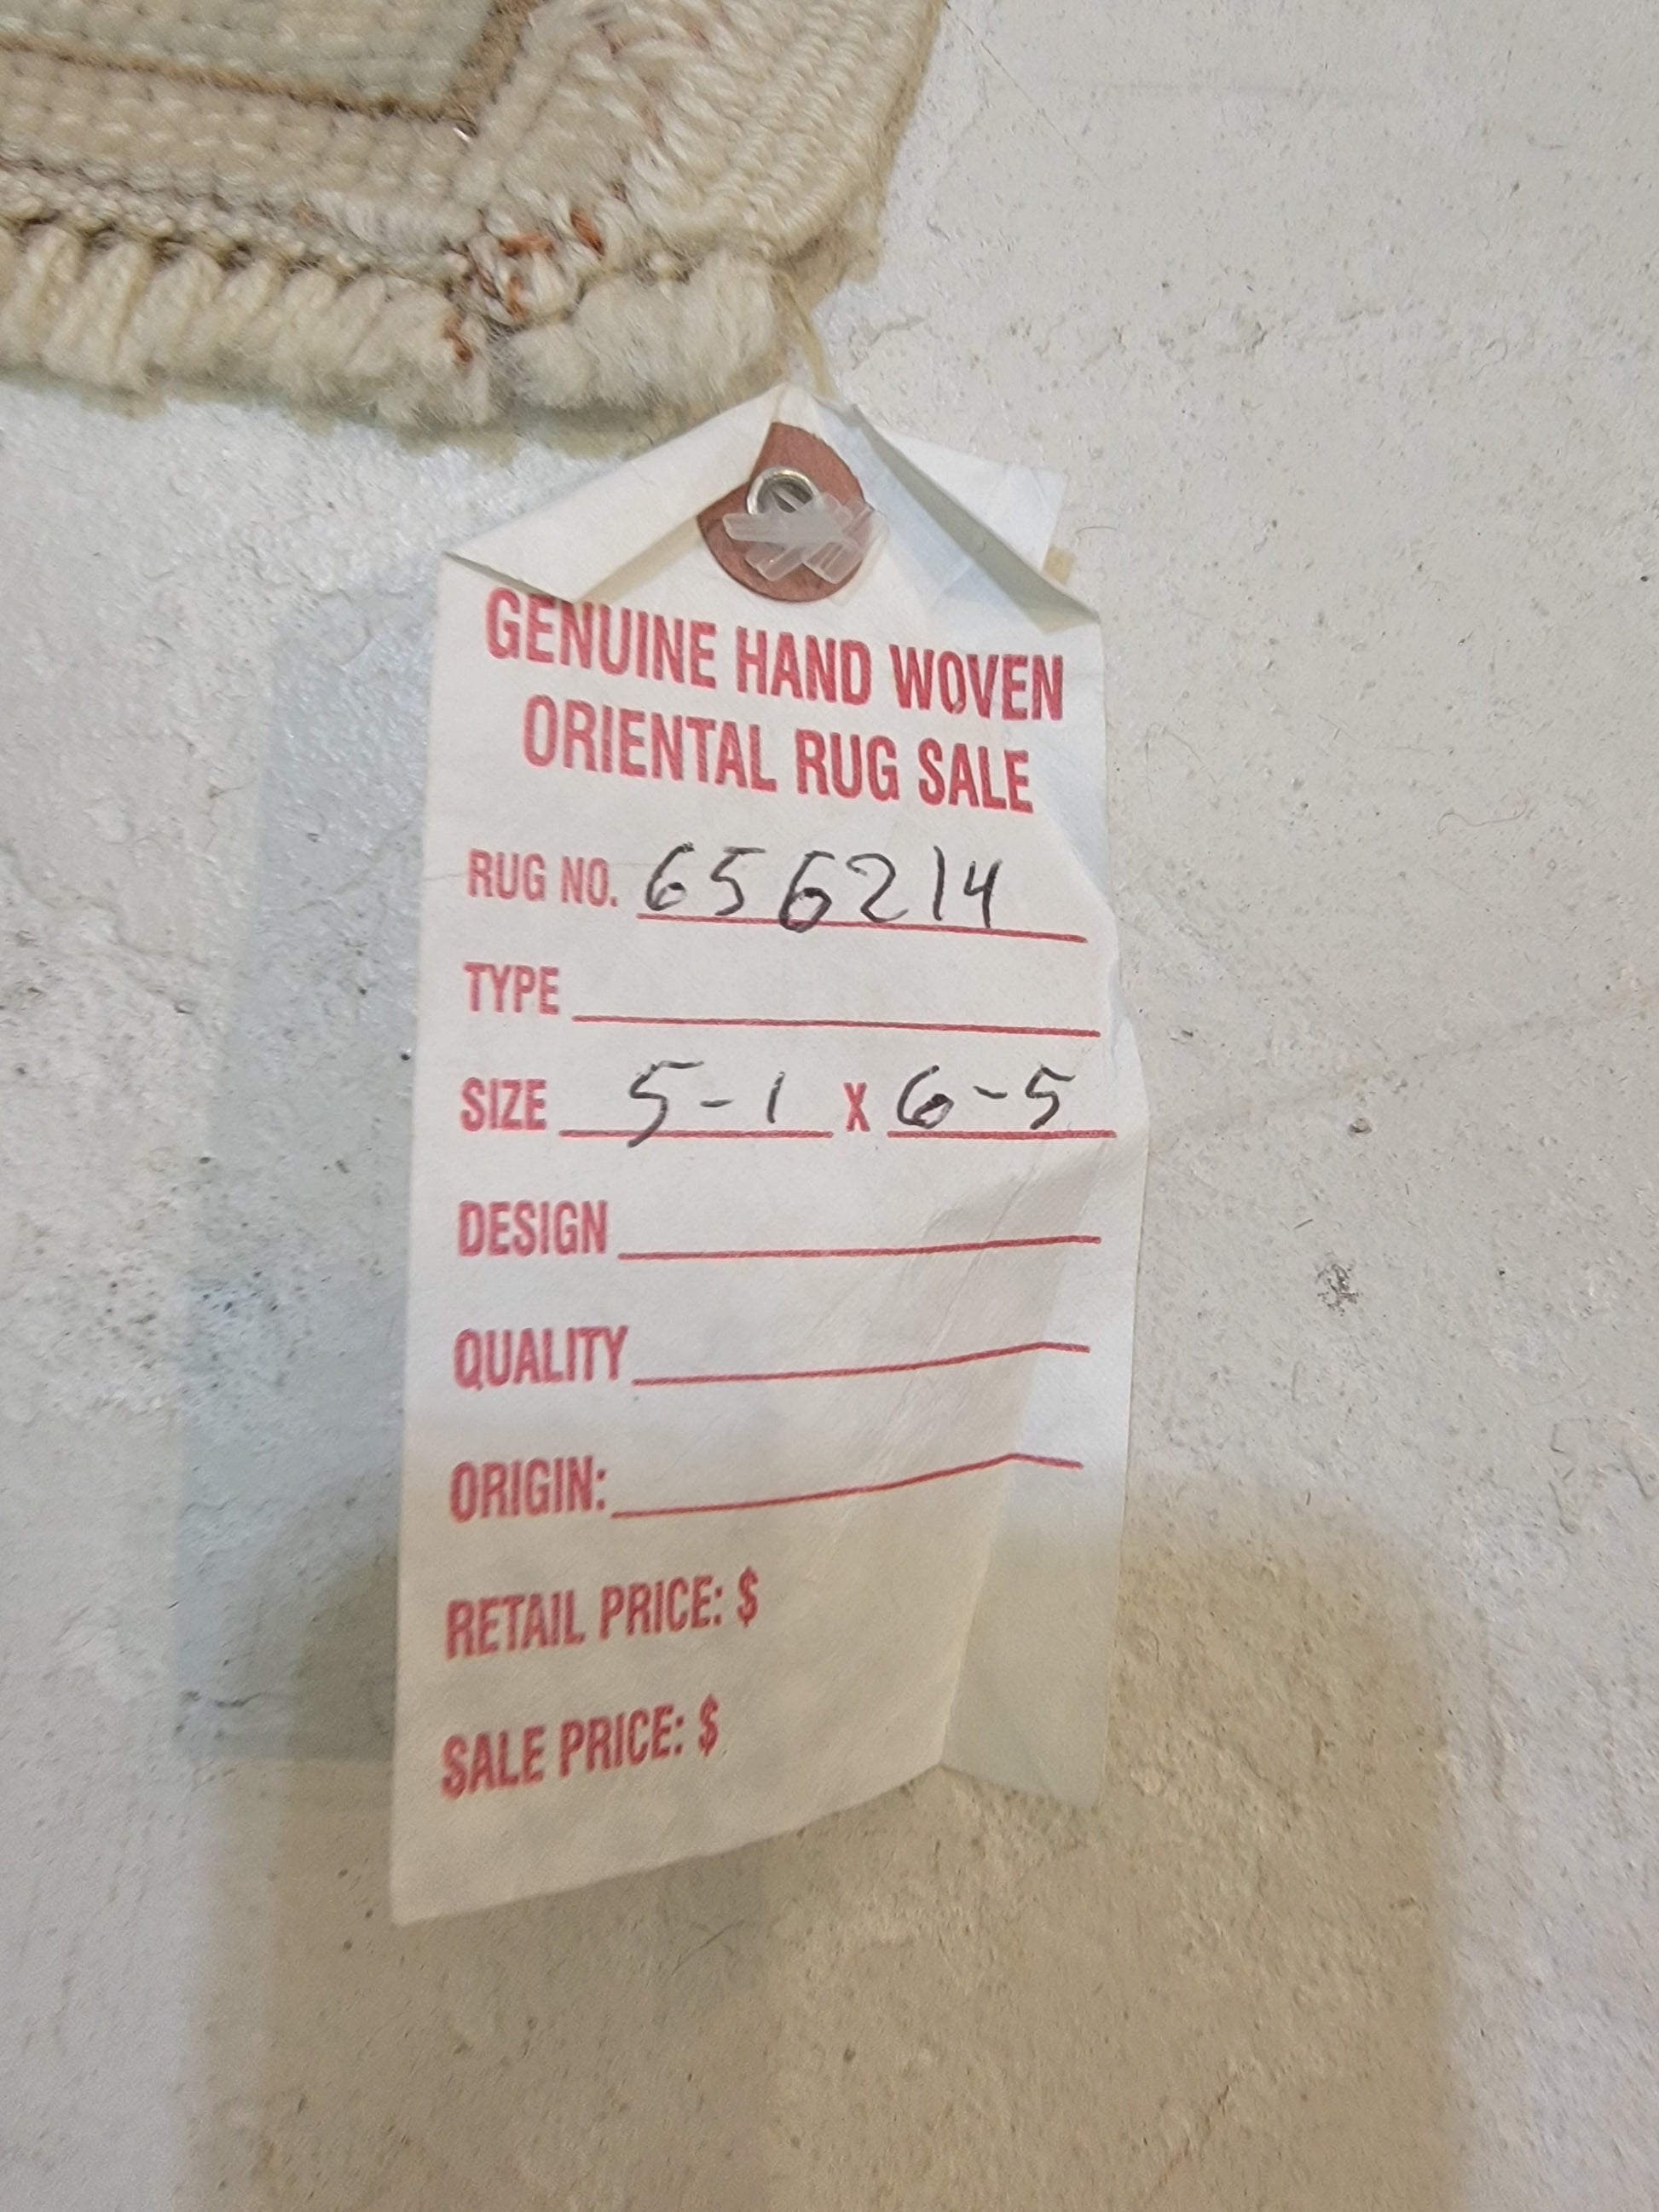 GENUINE HAND WOVEN
ORIENTAL RUG SALE
RUG NO. 656214
TYPE
SIZE 5-1 X 6-5
DESIGN
QUALITY
ORIGIN:
RETAIL PRICE: $
SALE PRICE: $